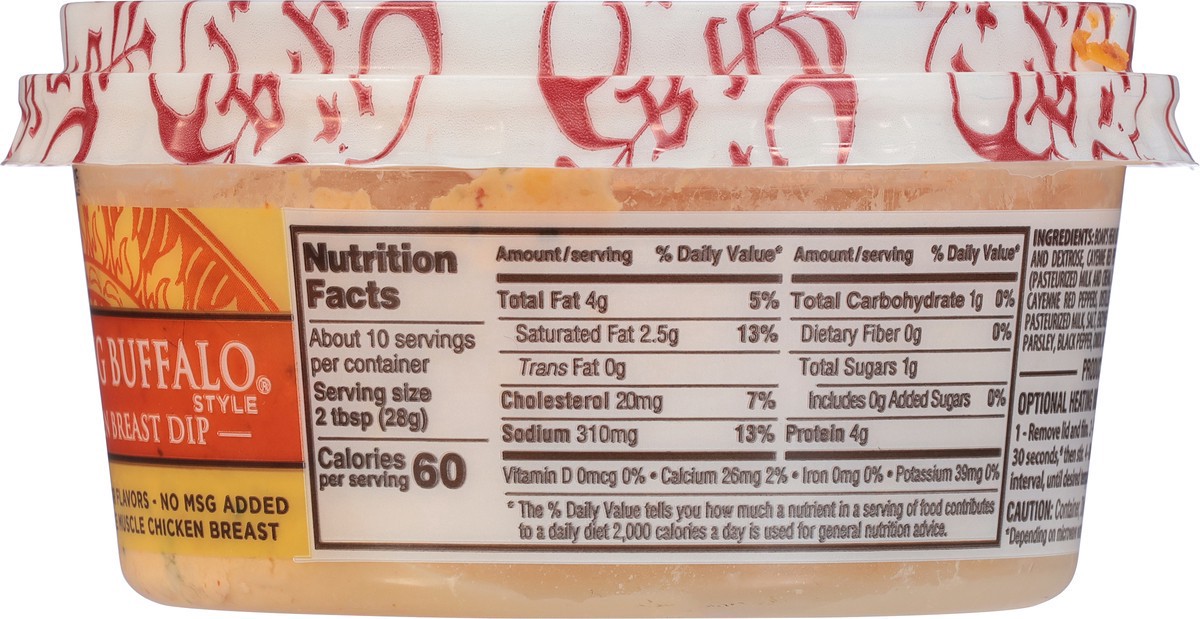 G BUFFALO®
STYLE
BREAST DIP —
FLAVORS • NO MSG ADDED
MUSCLE CHICKEN BREAST
Nutrition
Facts
About 10 servings
per container
Serving size
2 tbsp (28g)
Calories
per serving 60
Amount/serving % Daily Value*
Total Fat 4g 5%
Saturated Fat 2.5g 13%
Trans Fat 0g
Cholesterol 20mg 7%
Sodium 310mg 13%
Amount/serving % Daily Value*
Total Carbohydrate 1g 0%
Dietary Fiber 0g 0%
Total Sugars 1g
Includes 0g Added Sugars 0%
Protein 4g
Vitamin D 0mcg 0% • Calcium 26mg 2% • Iron 0mg 0% • Potassium 39mg 0%
* The % Daily Value tells you how much a nutrient in a serving of food contributes
to a daily diet 2,000 calories a day is used for general nutrition advice.
INGREDIENTS:
AND DEXTROSE, CAYENNE
(PASTEURIZED MILK AND
CAYENNE RED PEPPERS,
PASTEURIZED MILK, SALT,
PARSLEY, BLACK PEPPER,
OPTIONAL HEATING
1 - Remove lid and film.
30 seconds,* then stir.
interval, until desired
CAUTION:
*Depending on microwave